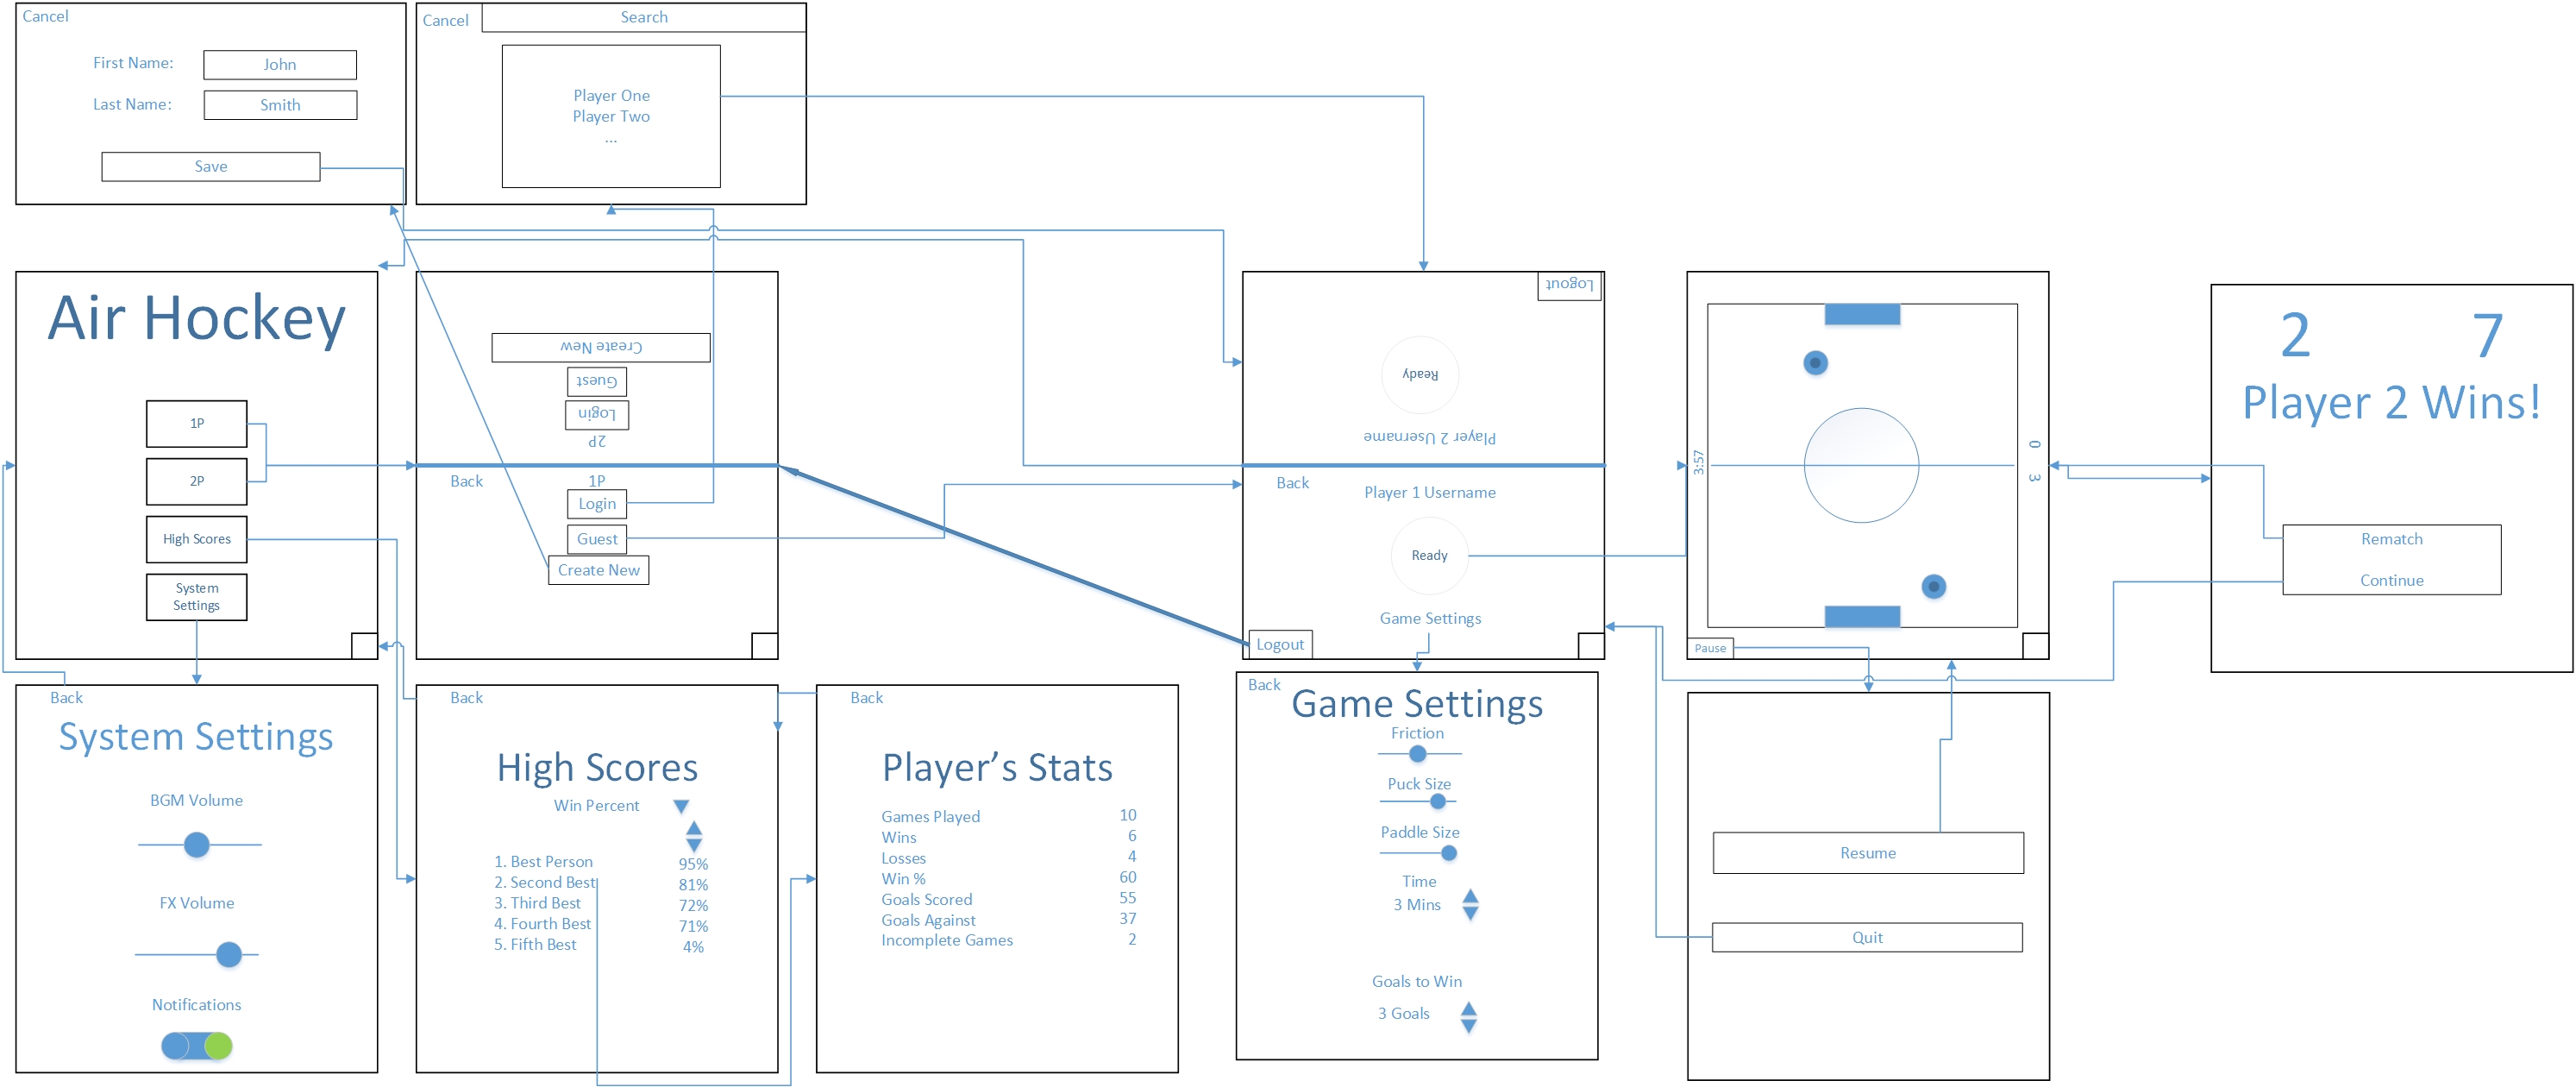 Cancel
First Name:
John
Last Name:
Smith
Save
Cancel
Search
Player One
Player Two
...
Air Hockey
1P
2P
High Scores
System
Settings
Create New
Guest
Login
2P
Back
1P
Login
Guest
Create New
Logout
Ready
Player 2 Username
Back
Player 1 Username
Ready
Game Settings
Logout
3:57
0 3
Pause
2 7
Player 2 Wins!
Rematch
Continue
Back
System Settings
BGM Volume
FX Volume
Notifications
Back
High Scores
Win Percent
1. Best Person 95%
2. Second Best 81%
3. Third Best 72%
4. Fourth Best 71%
5. Fifth Best 4%
Back
Player’s Stats
Games Played 10
Wins 6
Losses 4
Win % 60
Goals Scored 55
Goals Against 37
Incomplete Games 2
Back
Game Settings
Friction
Puck Size
Paddle Size
Time
3 Mins
Goals to Win
3 Goals
Resume
Quit